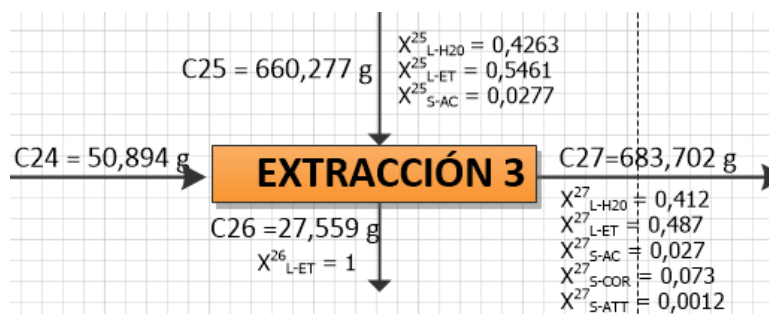 C25 = 660,277 g
X²⁵L-H20 = 0,4263
X²⁵L-ET = 0,5461
X²⁵S-AC = 0,0277
C24 = 50,894 g
EXTRACCIÓN 3
C27=683,702 g
C26 =27,559 g
X²⁶L-ET = 1
X²⁷L-H20 = 0,412
X²⁷L-ET = 0,487
X²⁷S-AC = 0,027
X²⁷S-COR = 0,073
X²⁷S-ATT = 0,0012